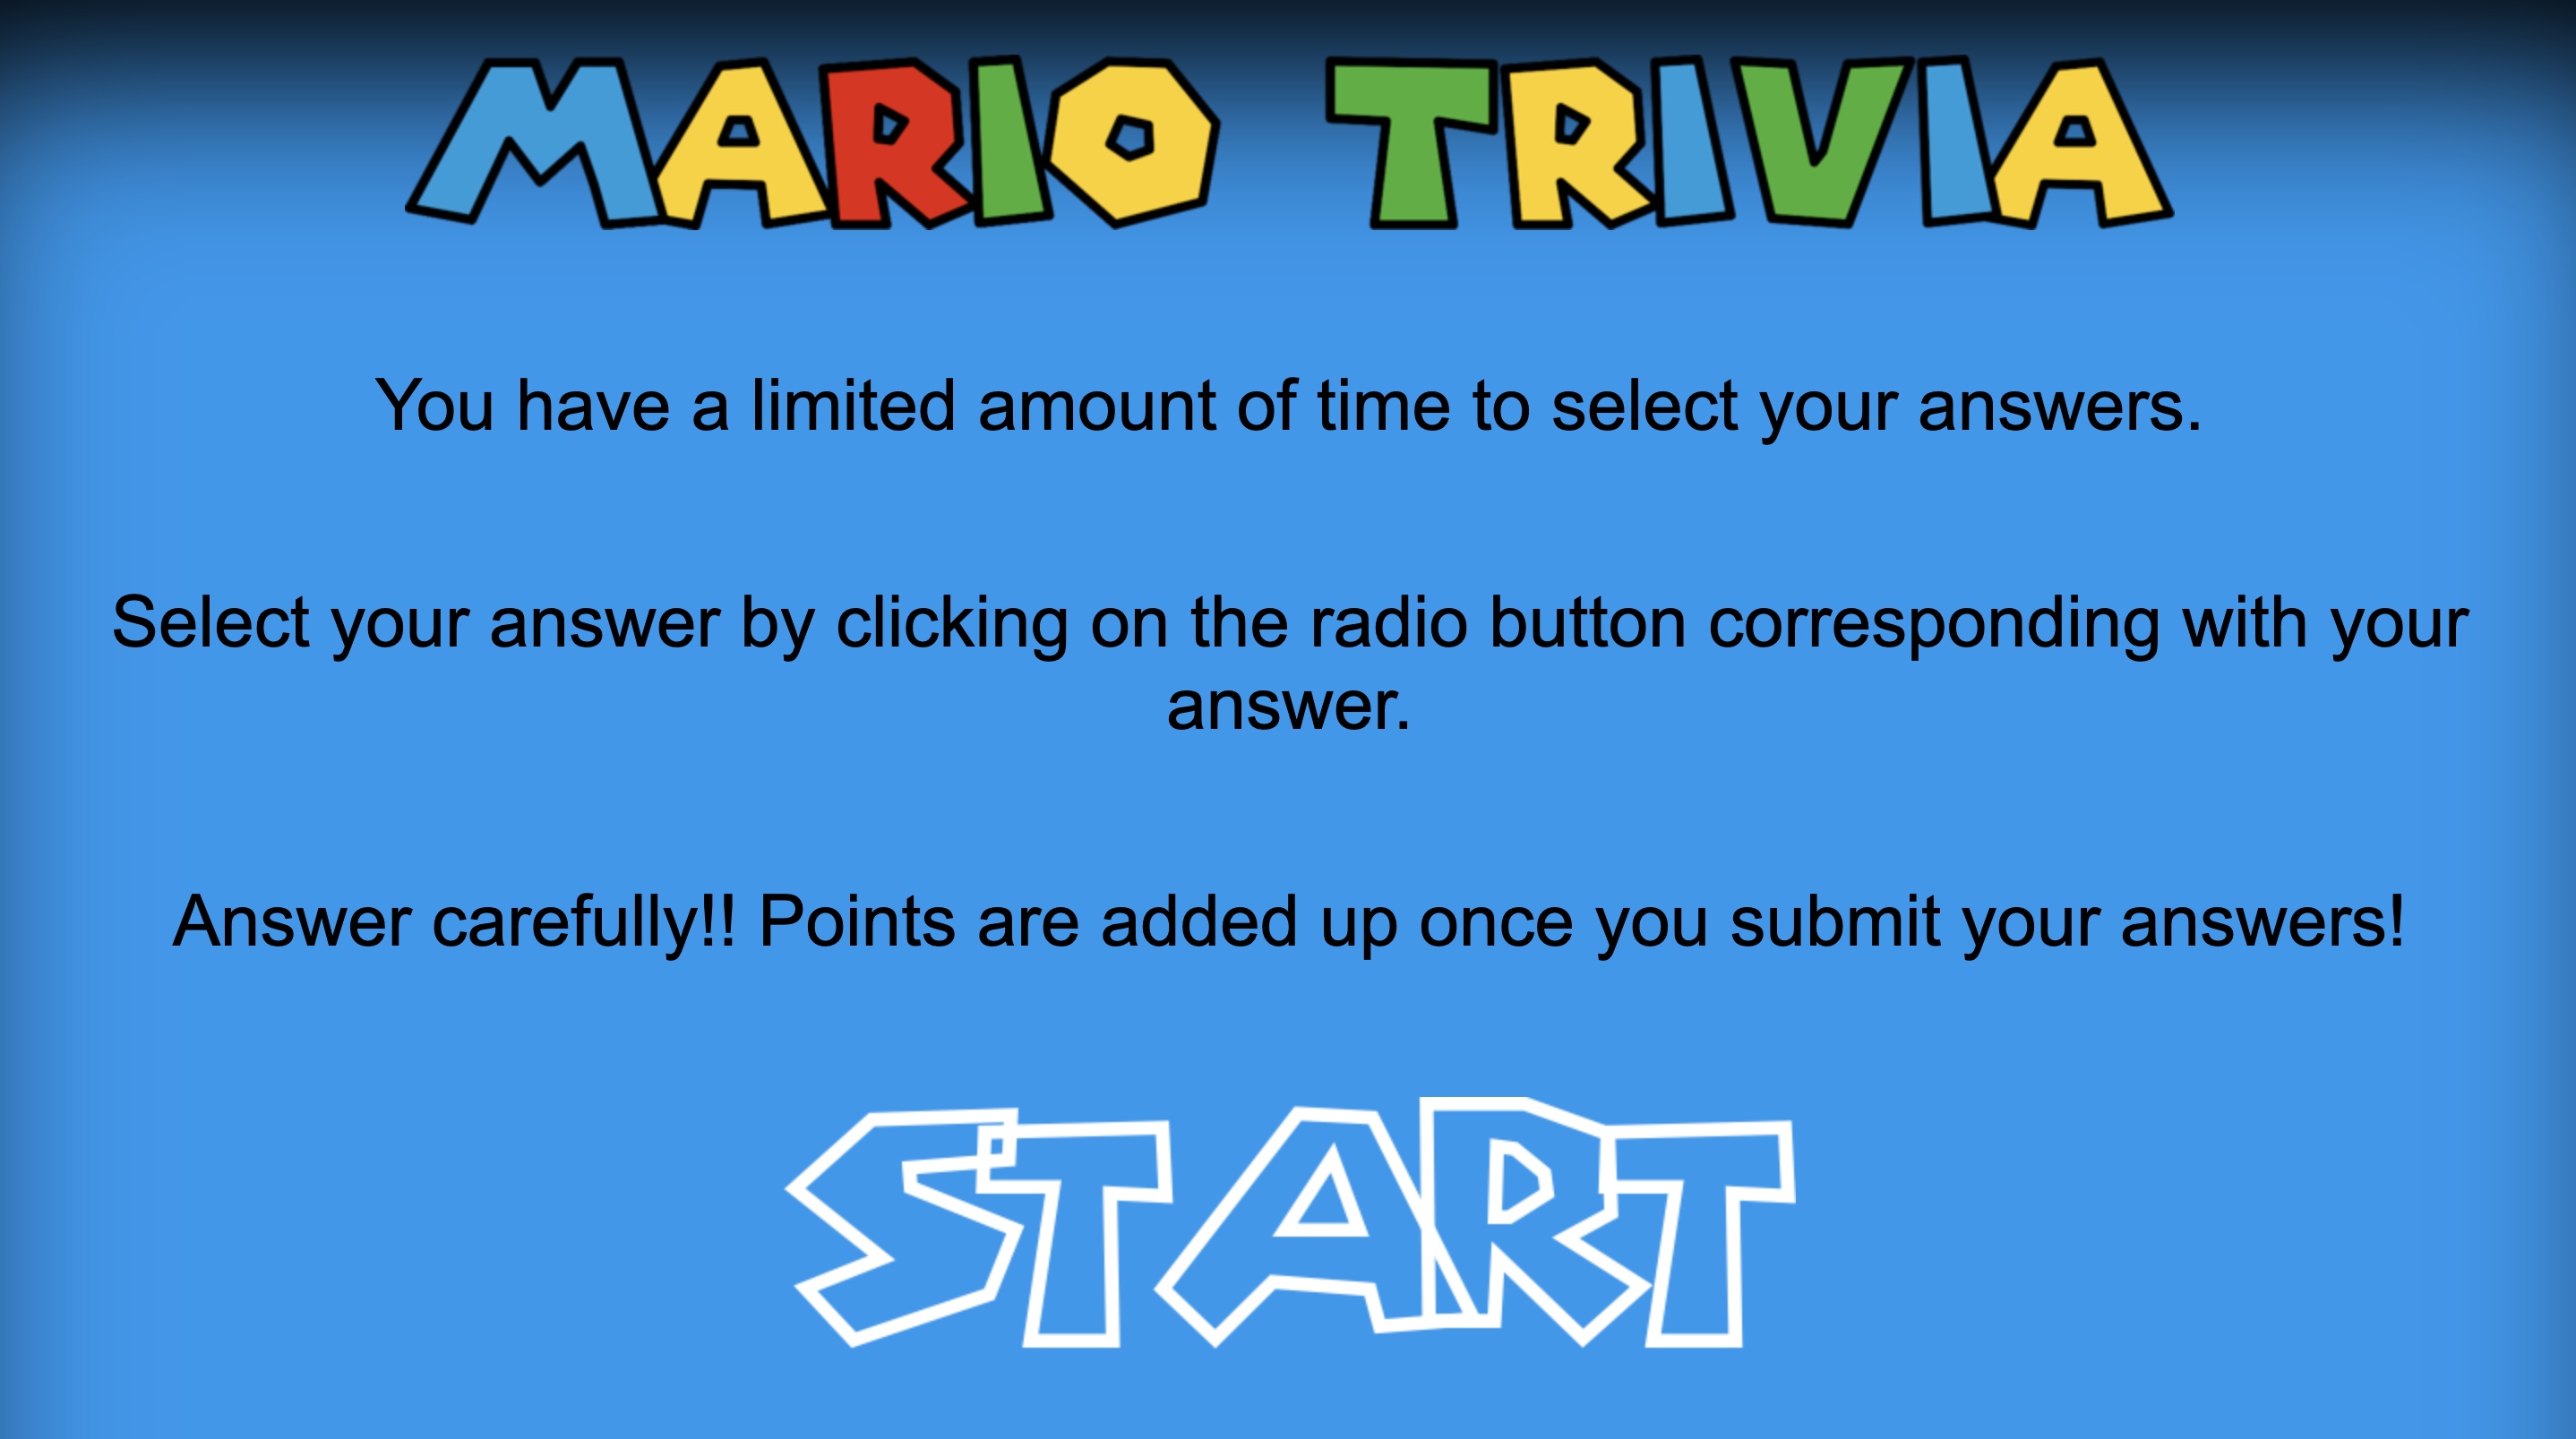 MARIO TRIVIA
You have a limited amount of time to select your answers.
Select your answer by clicking on the radio button corresponding with your
answer.
Answer carefully!! Points are added up once you submit your answers!
START